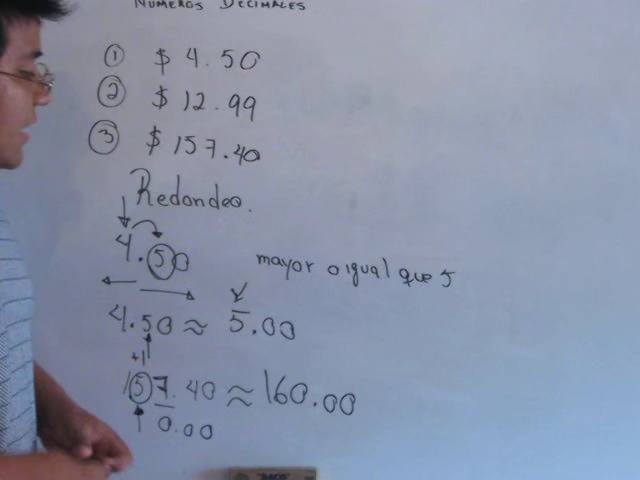 NUMEROS DECIMALES
① $ 4.50
② $ 12.99
③ $ 157.40
Redondeo.
4.50
mayor o igual que 5
4.50 ≈ 5.00
+1
157.40 ≈ 160.00
0.00
"BACO"